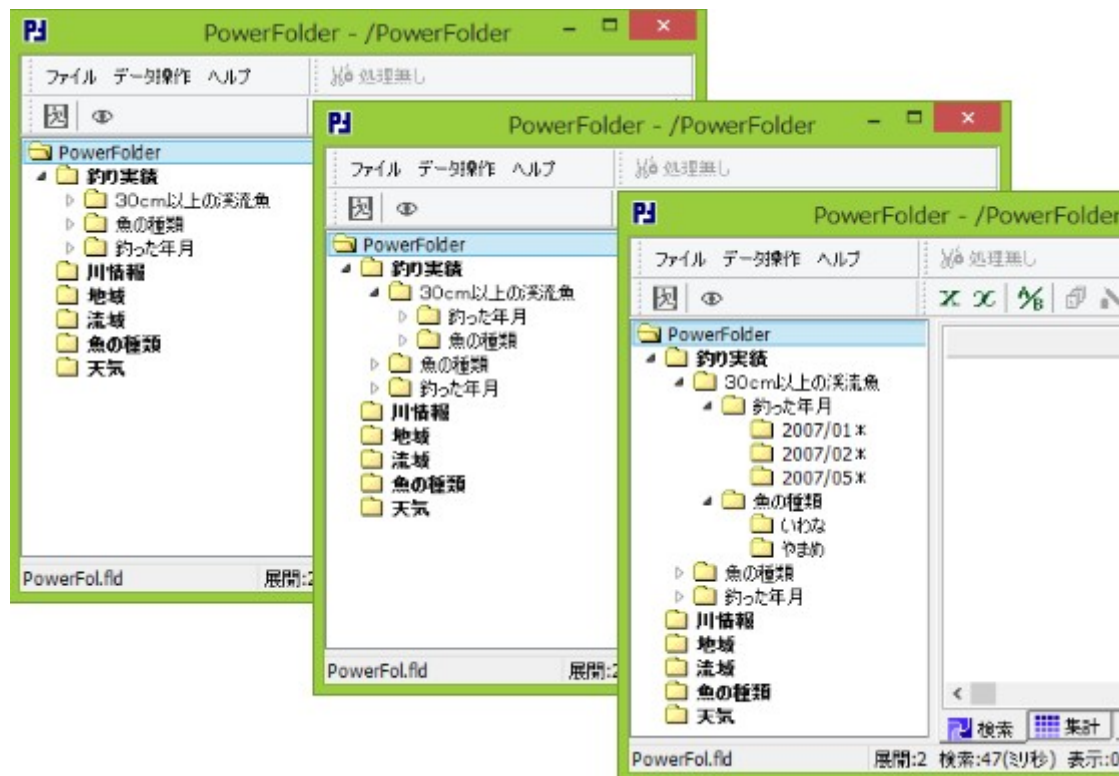 PowerFolder - /PowerFolder
ファイル データ操作 ヘルプ
処理無し
PowerFolder
釣り実績
30cm以上の渓流魚
魚の種類
釣った年月
川情報
地域
流域
魚の種類
天気
PowerFol.fld
展開:2
PowerFolder - /PowerFolder
ファイル データ操作 ヘルプ
処理無し
PowerFolder
釣り実績
30cm以上の渓流魚
釣った年月
魚の種類
魚の種類
釣った年月
川情報
地域
流域
魚の種類
天気
PowerFol.fld
展開:2
PowerFolder - /PowerFolder
ファイル データ操作 ヘルプ
処理無し
PowerFolder
釣り実績
30cm以上の渓流魚
釣った年月
2007/01*
2007/02*
2007/05*
魚の種類
いわな
やまめ
魚の種類
釣った年月
川情報
地域
流域
魚の種類
天気
検索 集計
PowerFol.fld
展開:2 検索:47(ミリ秒) 表示:0